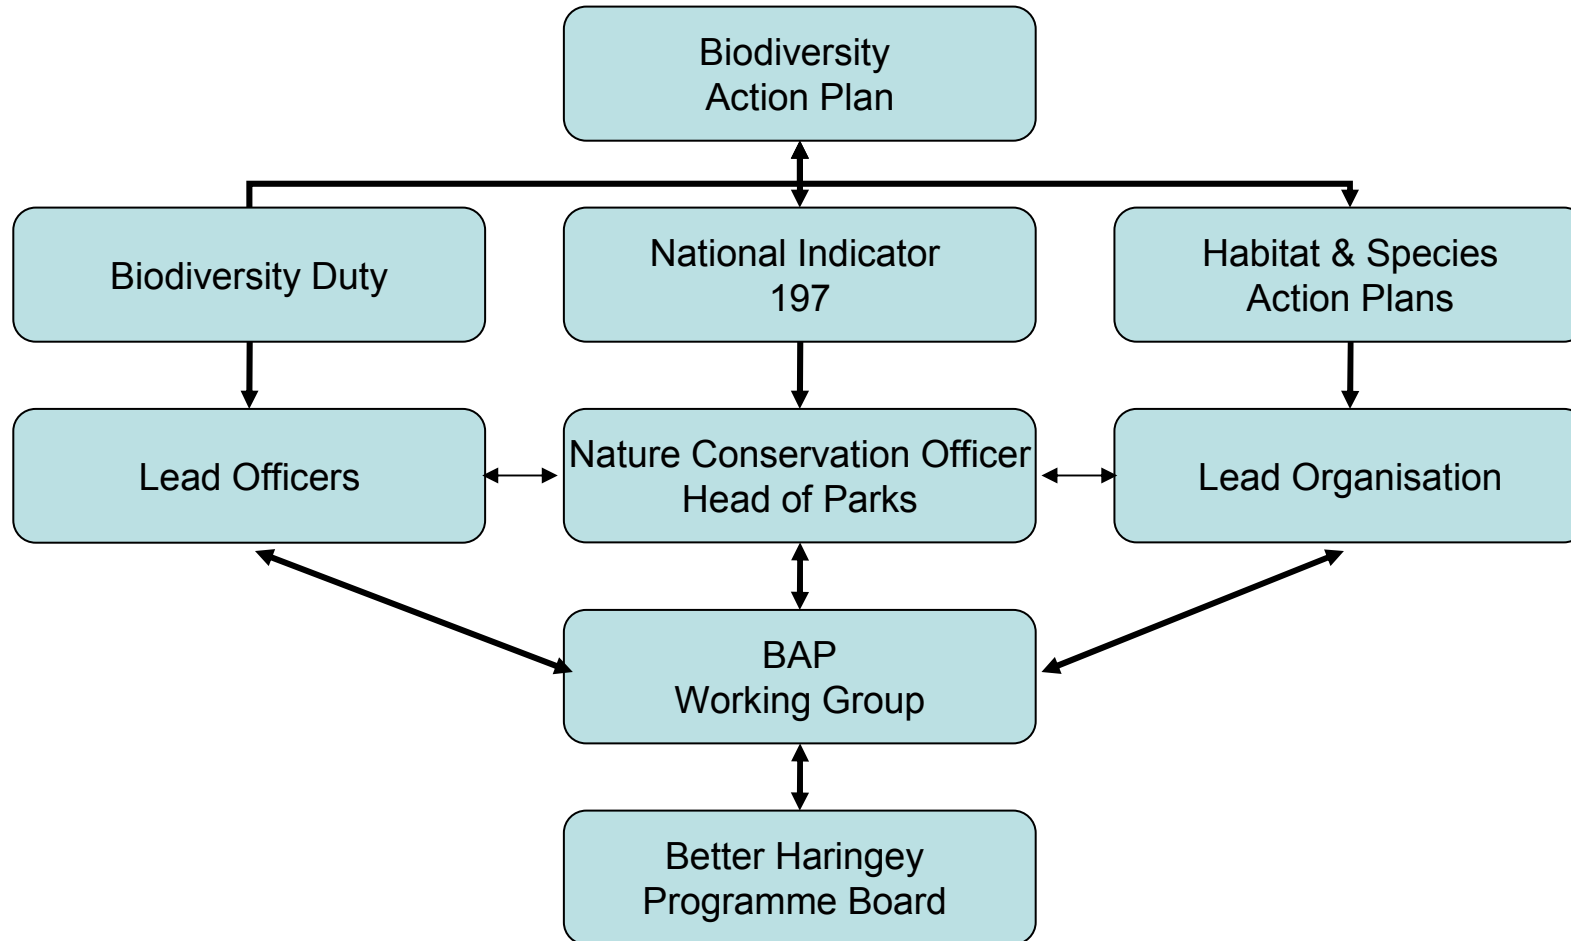 Biodiversity
Action Plan
Biodiversity Duty
National Indicator
197
Habitat & Species
Action Plans
Lead Officers
Nature Conservation Officer
Head of Parks
Lead Organisation
BAP
Working Group
Better Haringey
Programme Board